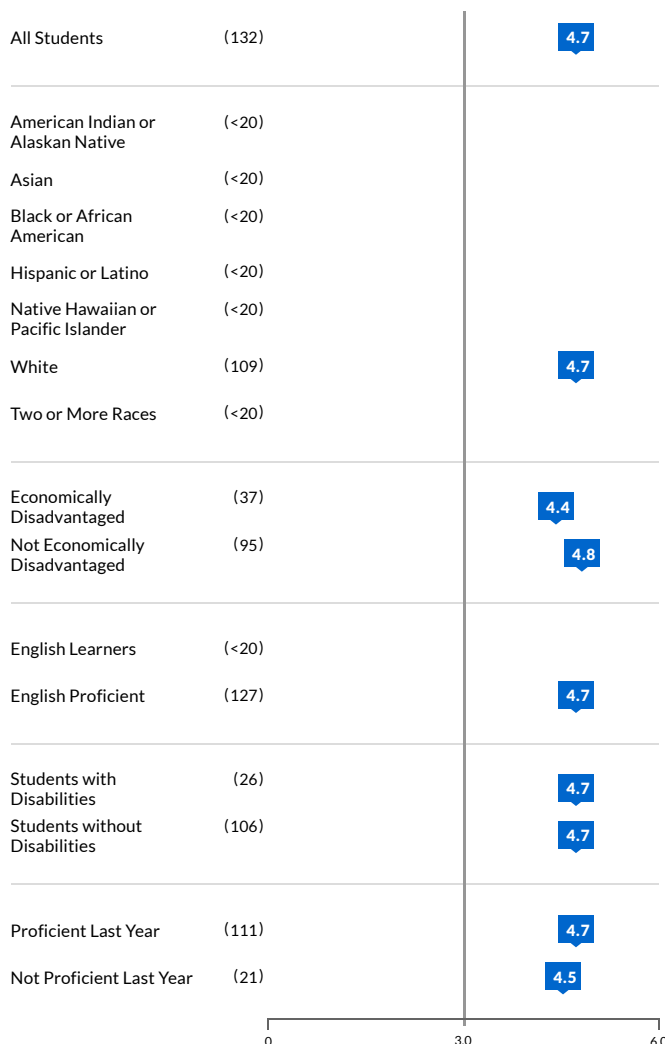 All Students (132) 4.7
American Indian or (<20)
Alaskan Native
Asian (<20)
Black or African (<20)
American
Hispanic or Latino (<20)
Native Hawaiian or (<20)
Pacific Islander
White (109) 4.7
Two or More Races (<20)
Economically (37) 4.4
Disadvantaged
Not Economically (95) 4.8
Disadvantaged
English Learners (<20)
English Proficient (127) 4.7
Students with (26) 4.7
Disabilities
Students without (106) 4.7
Disabilities
Proficient Last Year (111) 4.7
Not Proficient Last Year (21) 4.5
0 3.0 6.0